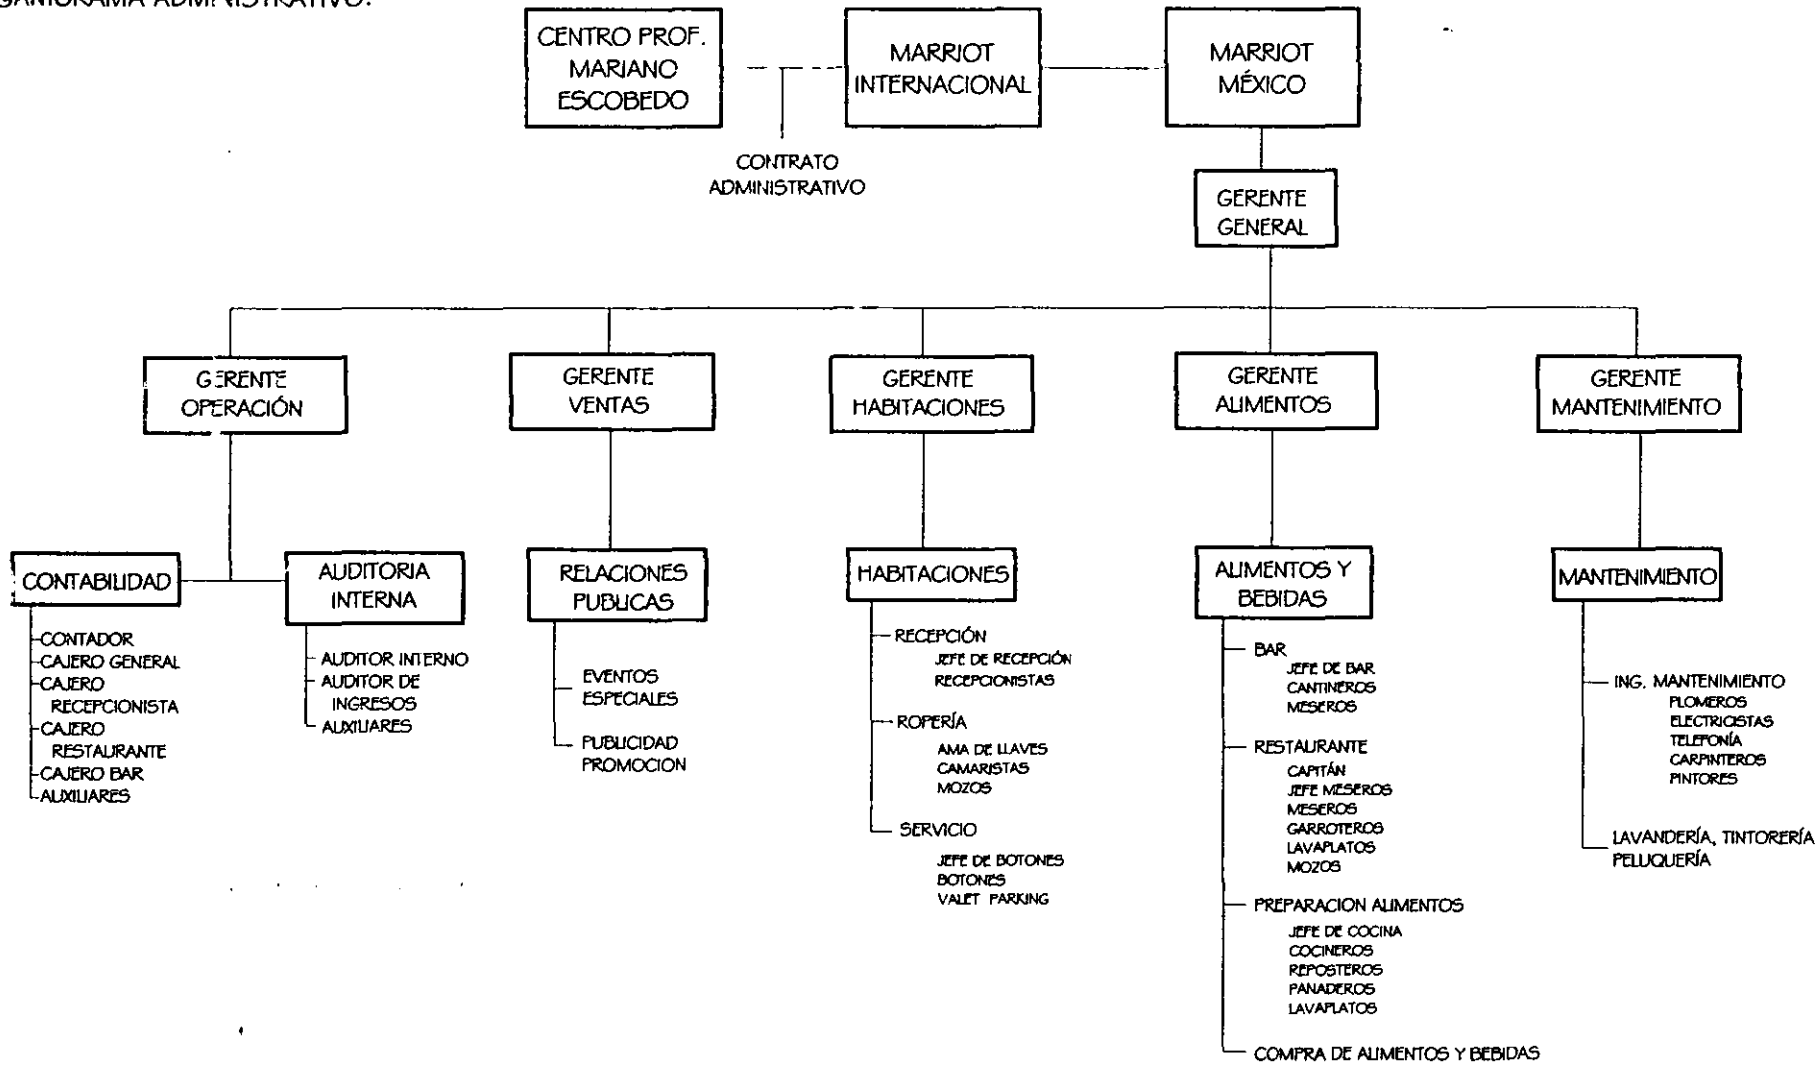 GANIGRAMA ADMINISTRATIVO.
CENTRO PROF.
MARIANO
ESCOBEDO
MARRIOT
INTERNACIONAL
MARRIOT
MÉXICO
CONTRATO
ADMINISTRATIVO
GERENTE
GENERAL
GERENTE
OPERACIÓN
GERENTE
VENTAS
GERENTE
HABITACIONES
GERENTE
ALIMENTOS
GERENTE
MANTENIMIENTO
CONTABILIDAD
CONTADOR
CAJERO GENERAL
CAJERO
RECEPCIONISTA
CAJERO
RESTAURANTE
CAJERO BAR
AUXILIARES
AUDITORIA
INTERNA
AUDITOR INTERNO
AUDITOR DE
INGRESOS
AUXILIARES
RELACIONES
PUBLICAS
EVENTOS
ESPECIALES
PUBLICIDAD
PROMOCION
HABITACIONES
RECEPCIÓN
JEFE DE RECEPCIÓN
RECEPCIONISTAS
ROPERÍA
AMA DE LLAVES
CAMARISTAS
MOZOS
SERVICIO
JEFE DE BOTONES
BOTONES
VALET PARKING
ALIMENTOS Y
BEBIDAS
BAR
JEFE DE BAR
CANTINEROS
MESEROS
RESTAURANTE
CAPITÁN
JEFE MESEROS
MESEROS
GARROTEROS
LAVAPLATOS
MOZOS
PREPARACION ALIMENTOS
JEFE DE COCINA
COCINEROS
REPOSTEROS
PANADEROS
LAVAPLATOS
COMPRA DE ALIMENTOS Y BEBIDAS
MANTENIMIENTO
ING. MANTENIMIENTO
PLOMEROS
ELECTRICISTAS
TELEFONÍA
CARPINTEROS
PINTORES
LAVANDERÍA, TINTORERÍA
PELUQUERÍA